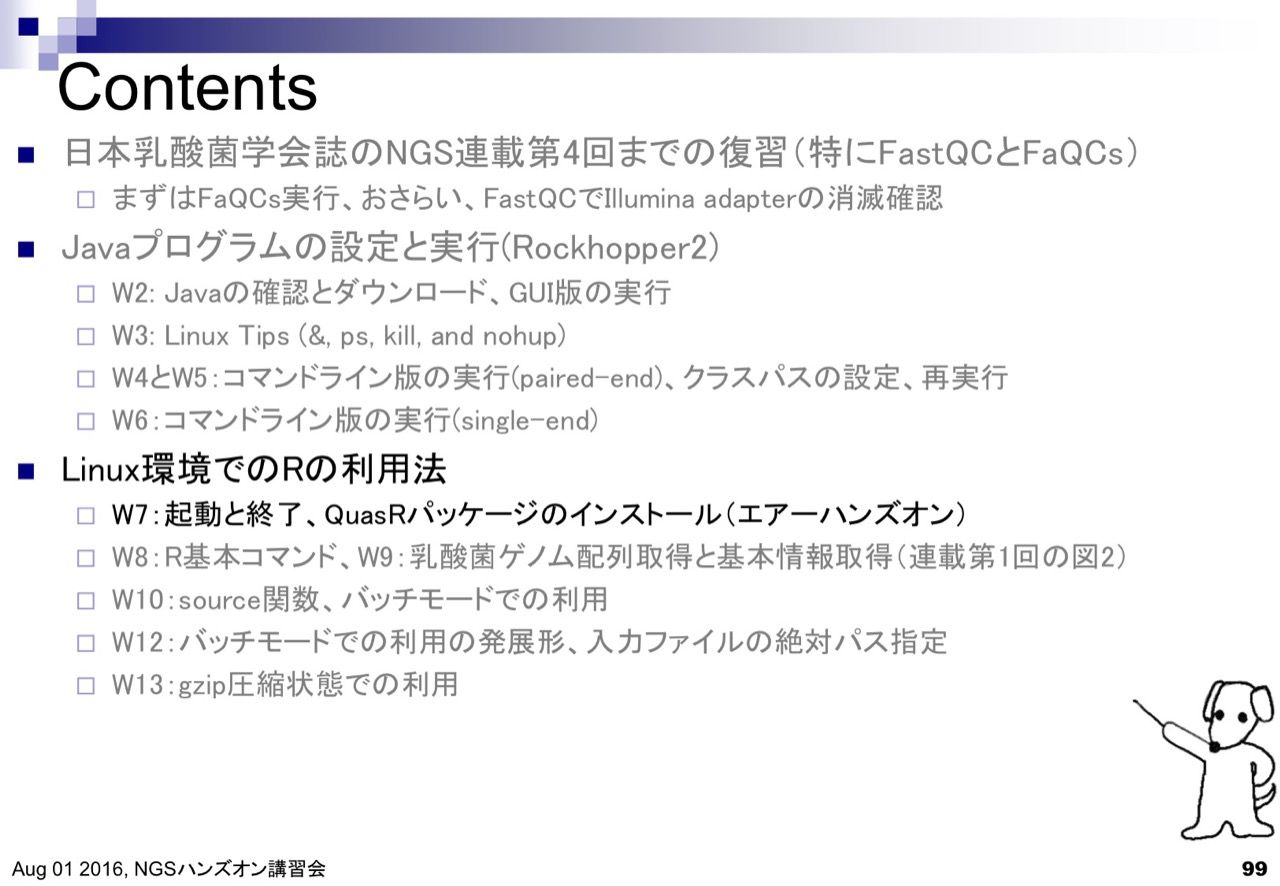 Contents
日本乳酸菌学会誌のNGS連載第4回までの復習（特にFastQCとFaQCs）
まずはFaQCs実行、おさらい、FastQCでIllumina adapterの消滅確認
Javaプログラムの設定と実行(Rockhopper2)
W2: Javaの確認とダウンロード、GUI版の実行
W3: Linux Tips (&, ps, kill, and nohup)
W4とW5：コマンドライン版の実行(paired-end)、クラスパスの設定、再実行
W6：コマンドライン版の実行(single-end)
Linux環境でのRの利用法
W7：起動と終了、QuasRパッケージのインストール（エアーハンズオン）
W8：R基本コマンド、W9：乳酸菌ゲノム配列取得と基本情報取得（連載第1回の図2）
W10：source関数、バッチモードでの利用
W12：バッチモードでの利用の発展形、入力ファイルの絶対パス指定
W13：gzip圧縮状態での利用
Aug 01 2016, NGSハンズオン講習会
99